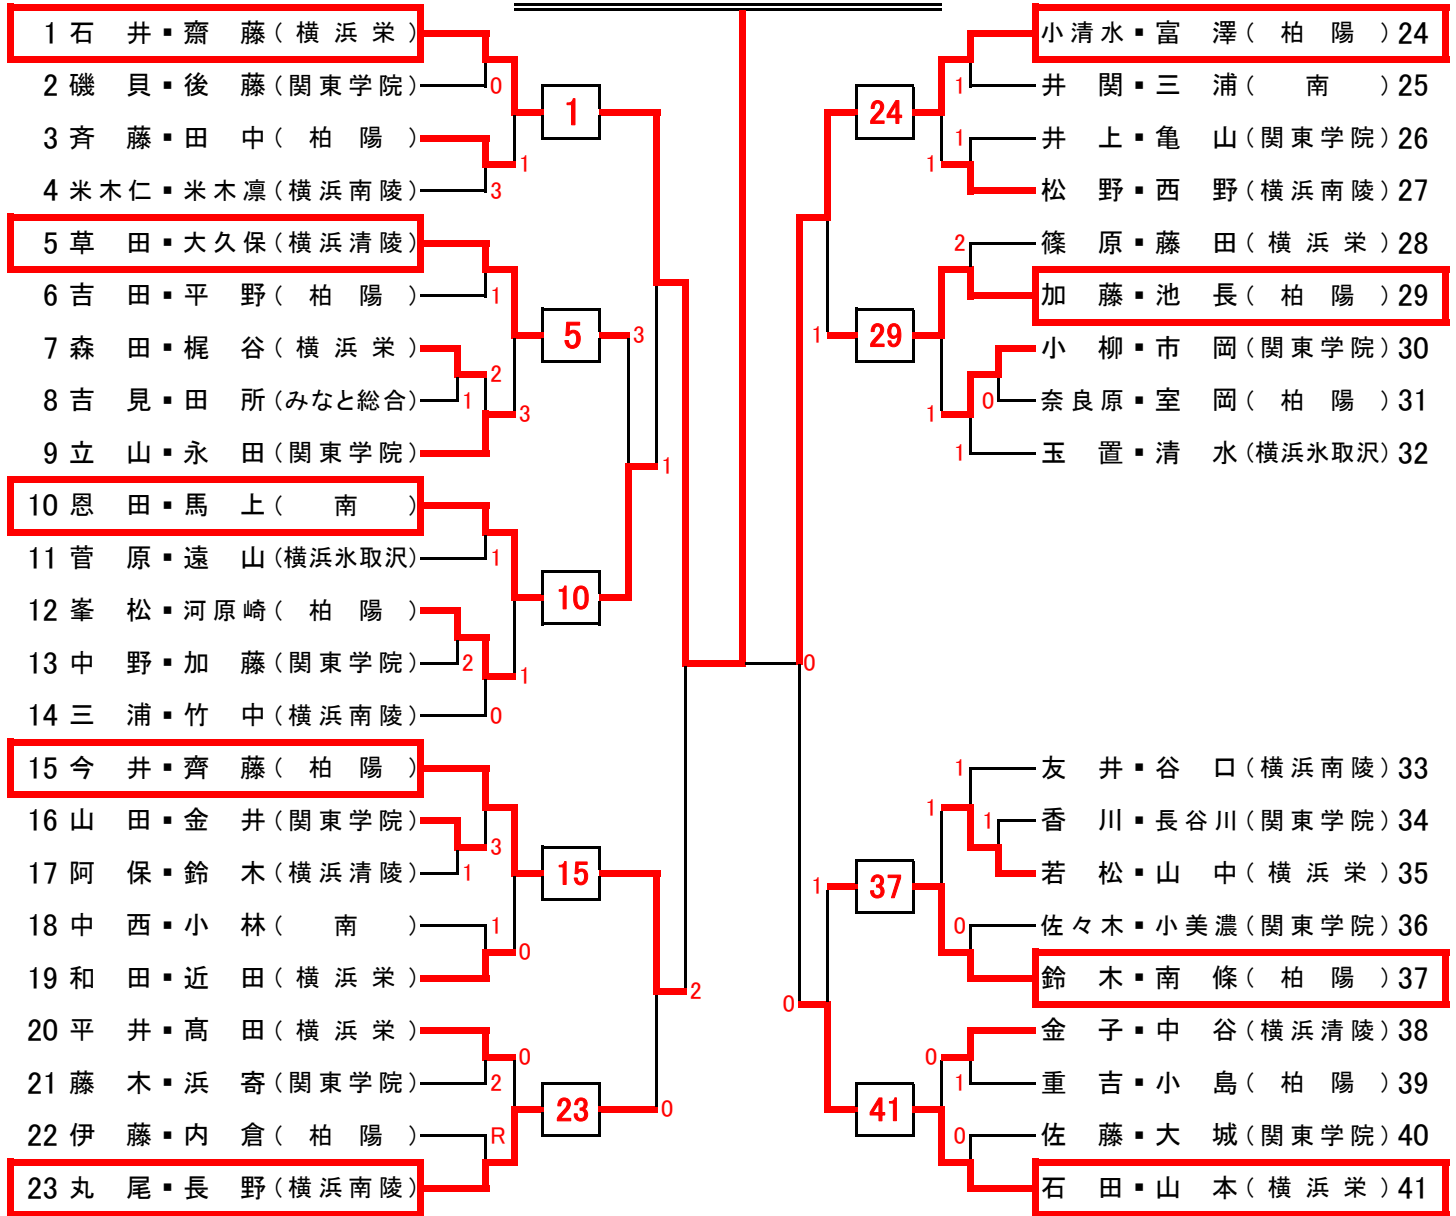 1 石 井 ▪ 齋 藤 ( 横 浜 栄 )
2 磯 貝 ▪ 後 藤 (関東学院)
0
1
3 斉 藤 ▪ 田 中 ( 柏 陽 )
1
4 米木仁 ▪ 米木凛 (横浜南陵)
3
5 草 田 ▪ 大久保 (横浜清陵)
6 吉 田 ▪ 平 野 ( 柏 陽 )
1
5
3
7 森 田 ▪ 梶 谷 ( 横 浜 栄 )
2
8 吉 見 ▪ 田 所 (みなと総合)
1
3
9 立 山 ▪ 永 田 (関東学院)
1
10 恩 田 ▪ 馬 上 ( 南 )
11 菅 原 ▪ 遠 山 (横浜氷取沢)
1
10
12 峯 松 ▪ 河原崎 ( 柏 陽 )
13 中 野 ▪ 加 藤 (関東学院)
2
1
14 三 浦 ▪ 竹 中 (横浜南陵)
0
15 今 井 ▪ 齊 藤 ( 柏 陽 )
16 山 田 ▪ 金 井 (関東学院)
3
17 阿 保 ▪ 鈴 木 (横浜清陵)
1
15
18 中 西 ▪ 小 林 ( 南 )
1
0
19 和 田 ▪ 近 田 ( 横 浜 栄 )
2
20 平 井 ▪ 髙 田 ( 横 浜 栄 )
0
21 藤 木 ▪ 浜 寄 (関東学院)
2
23
0
22 伊 藤 ▪ 内 倉 ( 柏 陽 )
R
23 丸 尾 ▪ 長 野 (横浜南陵)
小清水 ▪ 富 澤 ( 柏 陽 ) 24
1
井 関 ▪ 三 浦 ( 南 ) 25
24
1
井 上 ▪ 亀 山 (関東学院) 26
1
松 野 ▪ 西 野 (横浜南陵) 27
2
篠 原 ▪ 藤 田 ( 横 浜 栄 ) 28
加 藤 ▪ 池 長 ( 柏 陽 ) 29
1
29
小 柳 ▪ 市 岡 (関東学院) 30
0
奈良原 ▪ 室 岡 ( 柏 陽 ) 31
1
1
玉 置 ▪ 清 水 (横浜氷取沢) 32
0
1
友 井 ▪ 谷 口 (横浜南陵) 33
1
1
香 川 ▪ 長谷川 (関東学院) 34
若 松 ▪ 山 中 ( 横 浜 栄 ) 35
1
37
0
佐々木 ▪ 小美濃 (関東学院) 36
鈴 木 ▪ 南 條 ( 柏 陽 ) 37
0
金 子 ▪ 中 谷 (横浜清陵) 38
0
1
重 吉 ▪ 小 島 ( 柏 陽 ) 39
41
0
佐 藤 ▪ 大 城 (関東学院) 40
石 田 ▪ 山 本 ( 横 浜 栄 ) 41